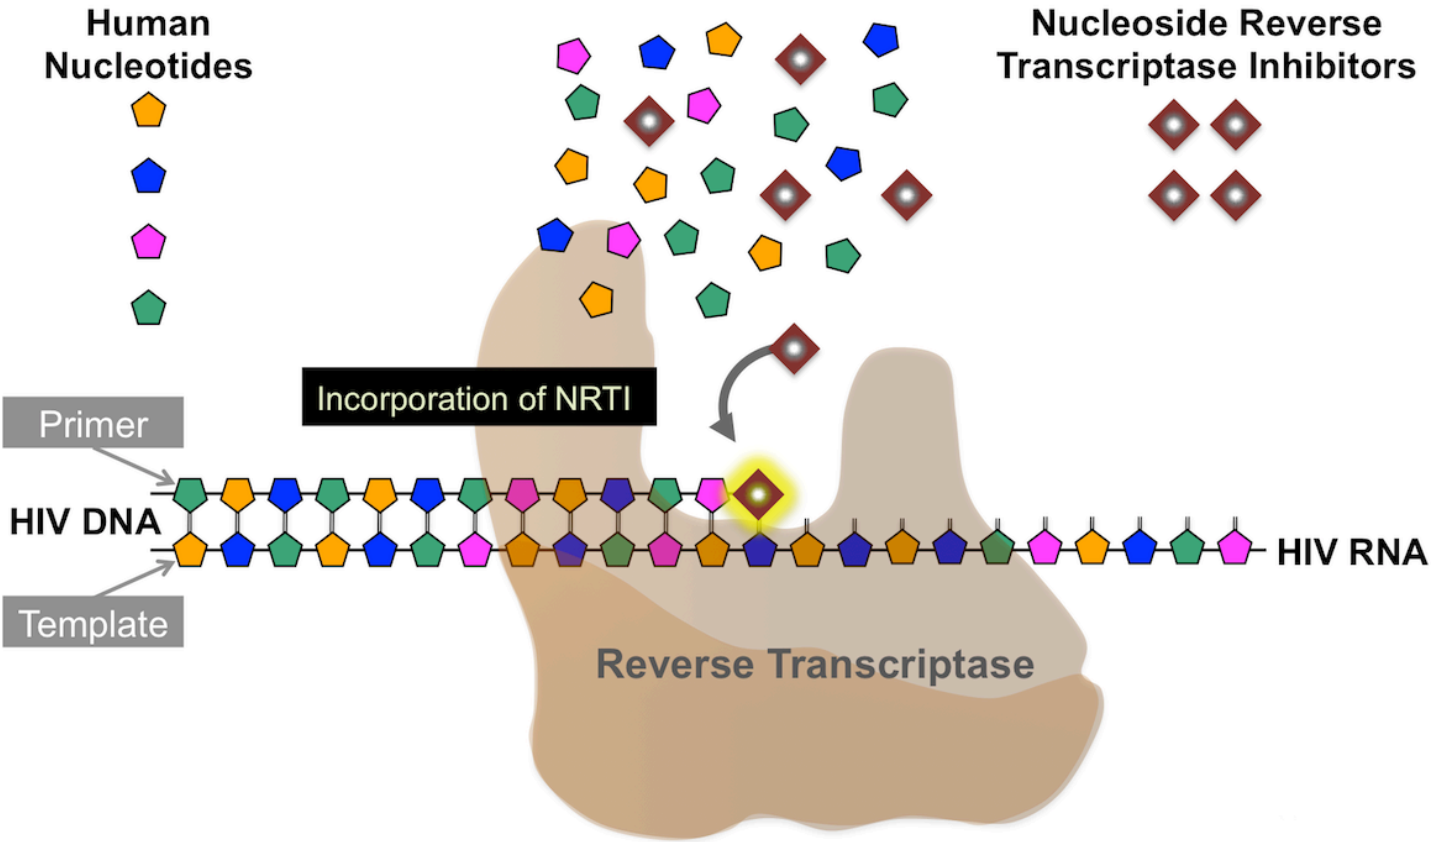 Human
Nucleotides
Nucleoside Reverse
Transcriptase Inhibitors
Incorporation of NRTI
Primer
HIV DNA
HIV RNA
Template
Reverse Transcriptase